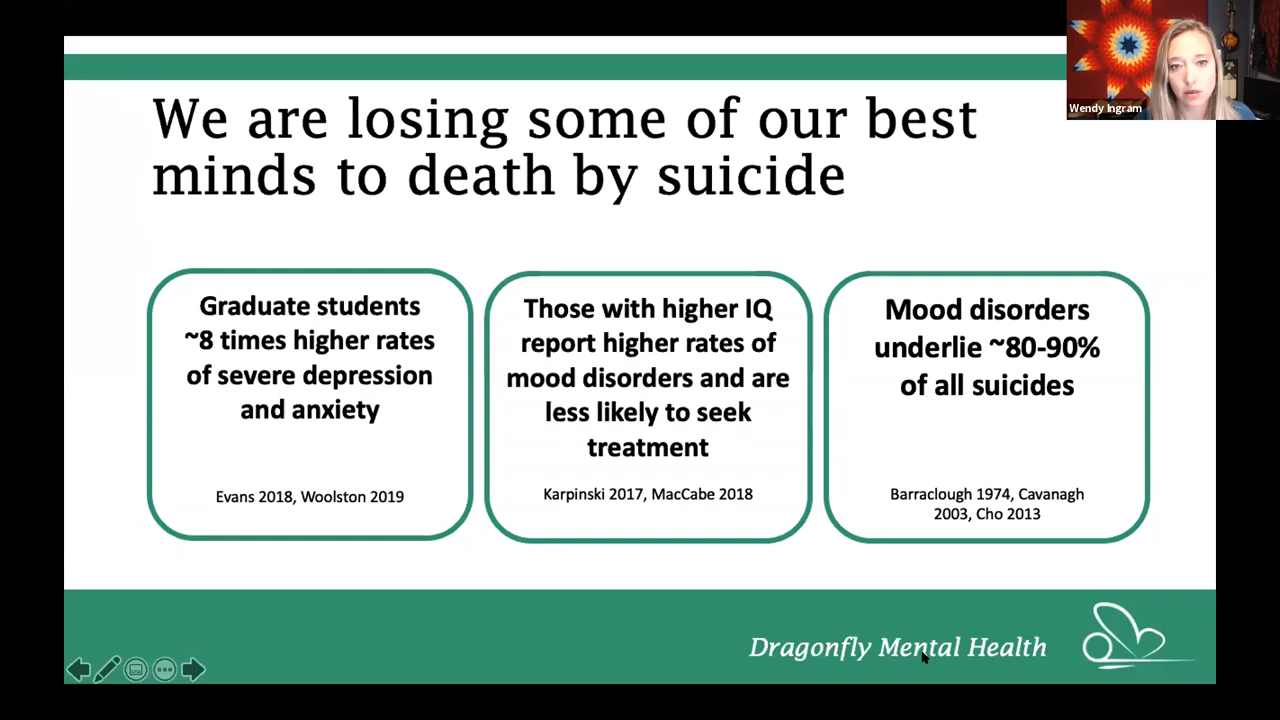 We are losing some of our best
minds to death by suicide
Wendy Ingram
Graduate students
~8 times higher rates
of severe depression
and anxiety
Evans 2018, Woolston 2019
Those with higher IQ
report higher rates of
mood disorders and are
less likely to seek
treatment
Karpinski 2017, MacCabe 2018
Mood disorders
underlie ~80-90%
of all suicides
Barraclough 1974, Cavanagh
2003, Cho 2013
Dragonfly Mental Health